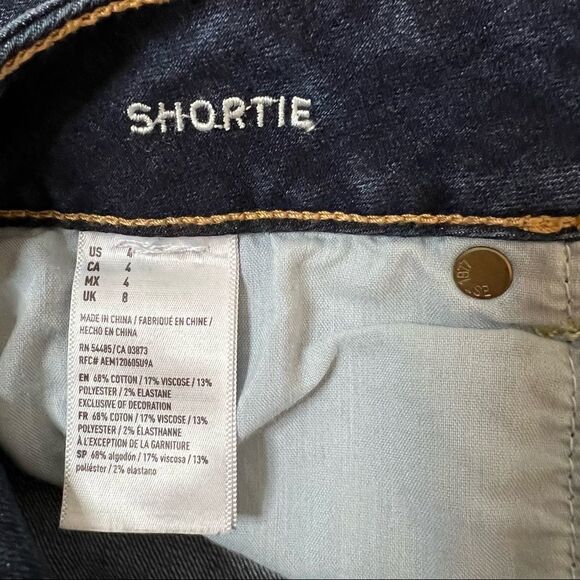 SHORTIE
US 4
CA 4
MX 4
UK 8
MADE IN CHINA / FABRIQUÉ EN CHINE /
HECHO EN CHINA
RN 54485/CA 03873
RFC# AEM120605U9A
EN 68% COTTON / 17% VISCOSE / 13%
POLYESTER / 2% ELASTANE
EXCLUSIVE OF DECORATION
FR 68% COTON / 17% VISCOSE / 13%
POLYESTER / 2% ÉLASTHANNE
À L'EXCEPTION DE LA GARNITURE
SP 68% algodón / 17% viscosa / 13%
poliéster / 2% elastano
SP